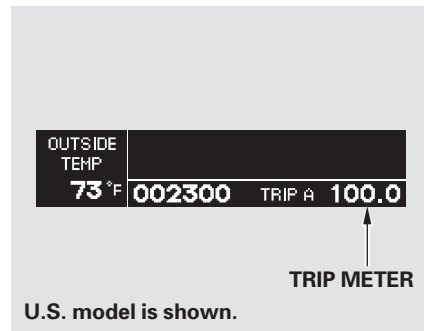 OUTSIDE
TEMP
73°F 002300 TRIP A 100.0
TRIP METER
U.S. model is shown.